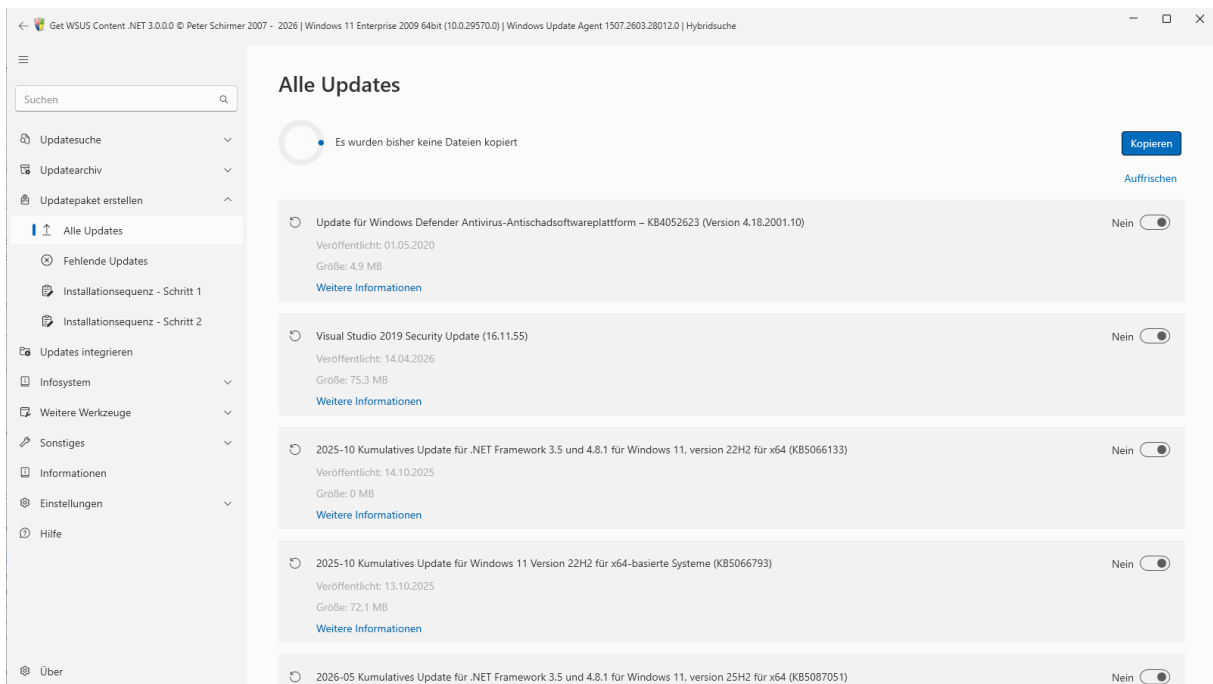 Get WSUS Content .NET 3.0.0.0 © Peter Schirmer 2007 - 2026 | Windows 11 Enterprise 2009 64bit (10.0.29570.0) | Windows Update Agent 1507.2603.28012.0 | Hybridsuche
Suchen
Updatesuche
Updatearchiv
Updatepaket erstellen
Alle Updates
Fehlende Updates
Installationsequenz - Schritt 1
Installationsequenz - Schritt 2
Updates integrieren
Infosystem
Weitere Werkzeuge
Sonstiges
Informationen
Einstellungen
Hilfe
Über
Alle Updates
Es wurden bisher keine Dateien kopiert
Kopieren
Auffrischen
Update für Windows Defender Antivirus-Antischadsoftwareplattform – KB4052623 (Version 4.18.2001.10)
Nein
Veröffentlicht: 01.05.2020
Größe: 4,9 MB
Weitere Informationen
Visual Studio 2019 Security Update (16.11.55)
Nein
Veröffentlicht: 14.04.2026
Größe: 75,3 MB
Weitere Informationen
2025-10 Kumulatives Update für .NET Framework 3.5 und 4.8.1 für Windows 11, version 22H2 für x64 (KB5066133)
Nein
Veröffentlicht: 14.10.2025
Größe: 0 MB
Weitere Informationen
2025-10 Kumulatives Update für Windows 11 Version 22H2 für x64-basierte Systeme (KB5066793)
Nein
Veröffentlicht: 13.10.2025
Größe: 72,1 MB
Weitere Informationen
2026-05 Kumulatives Update für .NET Framework 3.5 und 4.8.1 für Windows 11, version 25H2 für x64 (KB5087051)
Nein